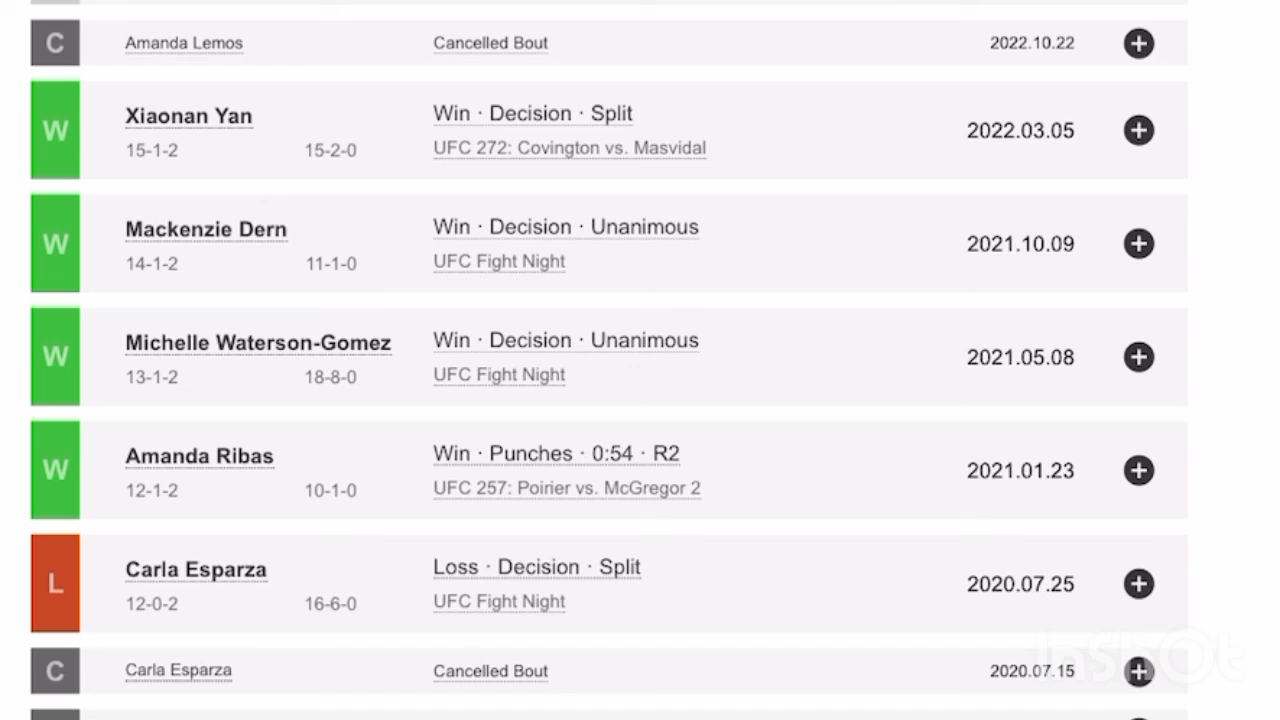 C Amanda Lemos Cancelled Bout 2022.10.22
W Xiaonan Yan Win · Decision · Split 2022.03.05
15-1-2 15-2-0 UFC 272: Covington vs. Masvidal
W Mackenzie Dern Win · Decision · Unanimous 2021.10.09
14-1-2 11-1-0 UFC Fight Night
W Michelle Waterson-Gomez Win · Decision · Unanimous 2021.05.08
13-1-2 18-8-0 UFC Fight Night
W Amanda Ribas Win · Punches · 0:54 · R2 2021.01.23
12-1-2 10-1-0 UFC 257: Poirier vs. McGregor 2
L Carla Esparza Loss · Decision · Split 2020.07.25
12-0-2 16-6-0 UFC Fight Night
C Carla Esparza Cancelled Bout 2020.07.15
InShOt